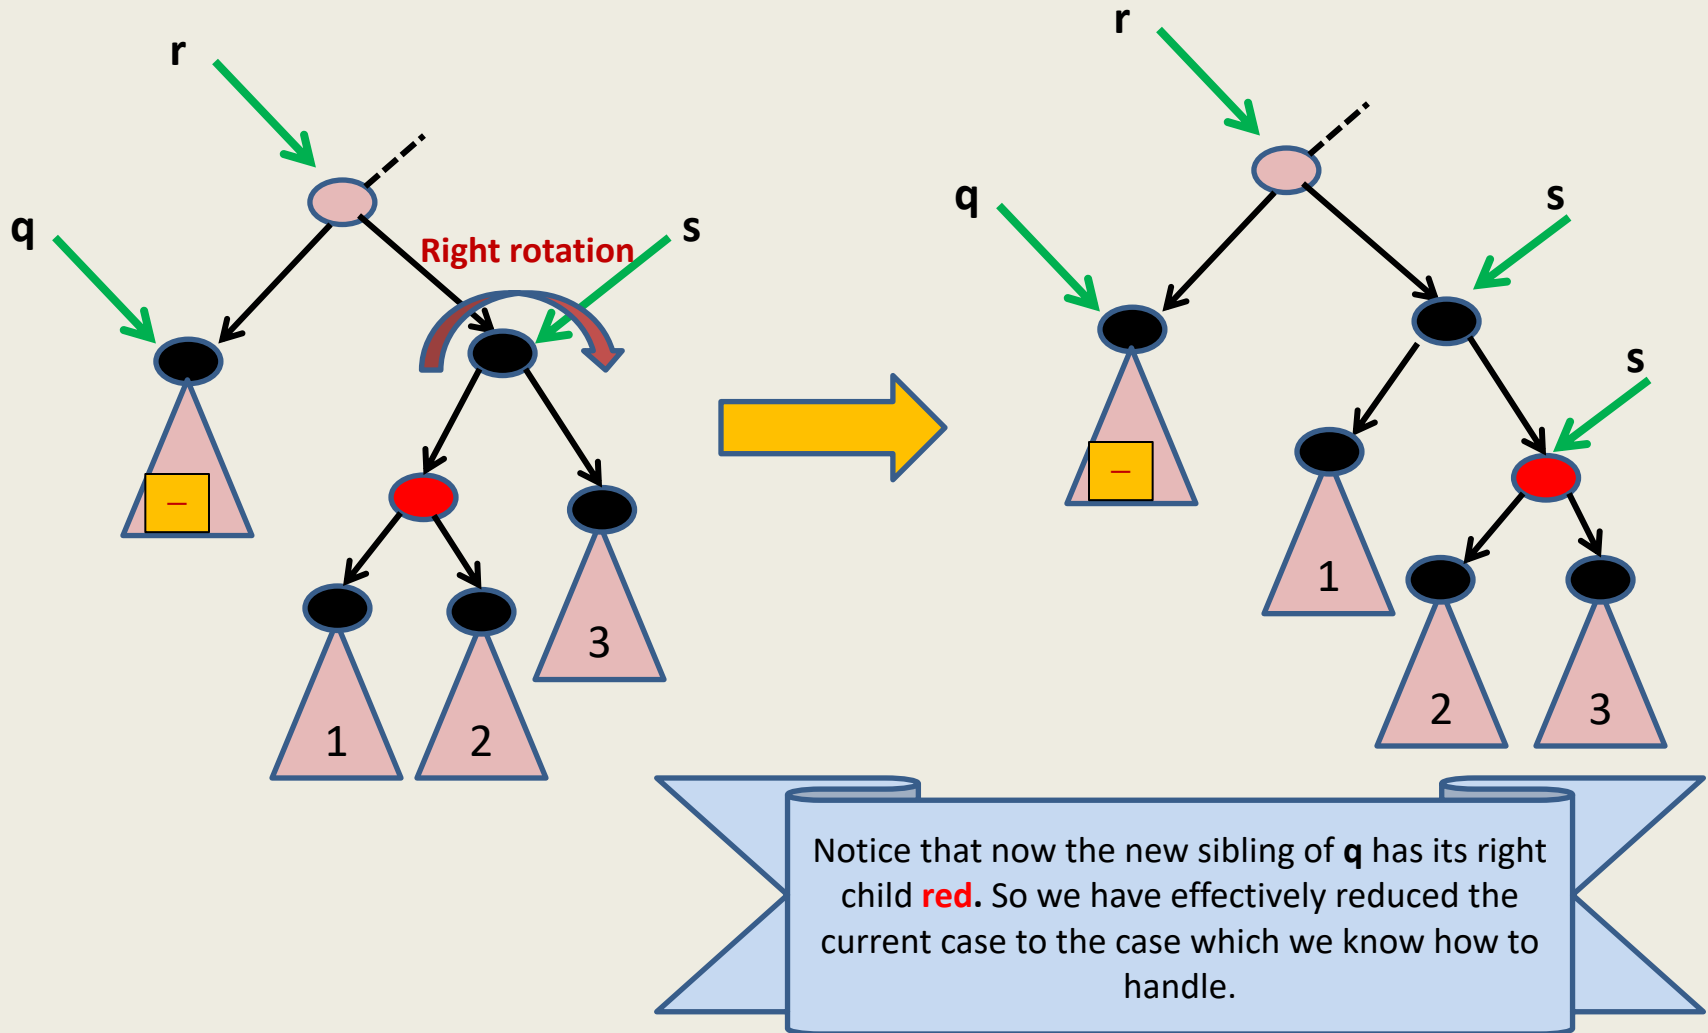 r
q
Right rotation
s
–
1
2
3
r
q
s
s
–
1
2
3
Notice that now the new sibling of q has its right
child red. So we have effectively reduced the
current case to the case which we know how to
handle.